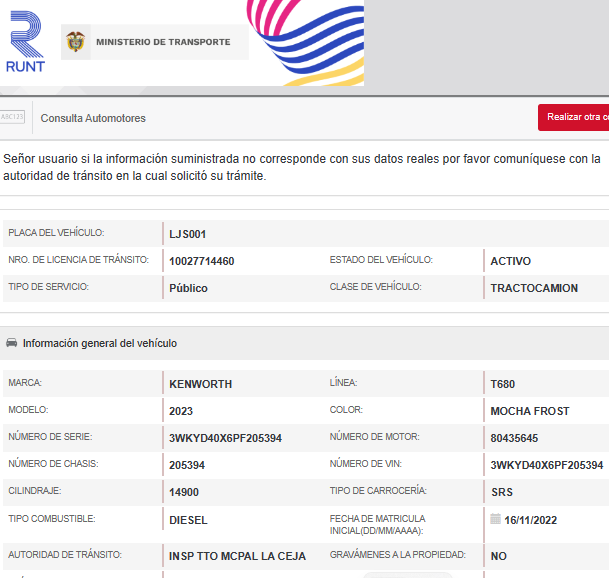 RUNT
MINISTERIO DE TRANSPORTE
Consulta Automotores
Realizar otra
Señor usuario si la información suministrada no corresponde con sus datos reales por favor comuníquese con la
autoridad de tránsito en la cual solicitó su trámite.
PLACA DEL VEHÍCULO: LJS001
NRO. DE LICENCIA DE TRÁNSITO: 10027714460 ESTADO DEL VEHÍCULO: ACTIVO
TIPO DE SERVICIO: Público CLASE DE VEHÍCULO: TRACTOCAMION
Información general del vehículo
MARCA: KENWORTH LÍNEA: T680
MODELO: 2023 COLOR: MOCHA FROST
NÚMERO DE SERIE: 3WKYD40X6PF205394 NÚMERO DE MOTOR: 80435645
NÚMERO DE CHASIS: 205394 NÚMERO DE VIN: 3WKYD40X6PF205394
CILINDRAJE: 14900 TIPO DE CARROCERÍA: SRS
TIPO COMBUSTIBLE: DIESEL FECHA DE MATRICULA
INICIAL(DD/MM/AAAA): 16/11/2022
AUTORIDAD DE TRÁNSITO: INSP TTO MCPAL LA CEJA GRAVÁMENES A LA PROPIEDAD: NO